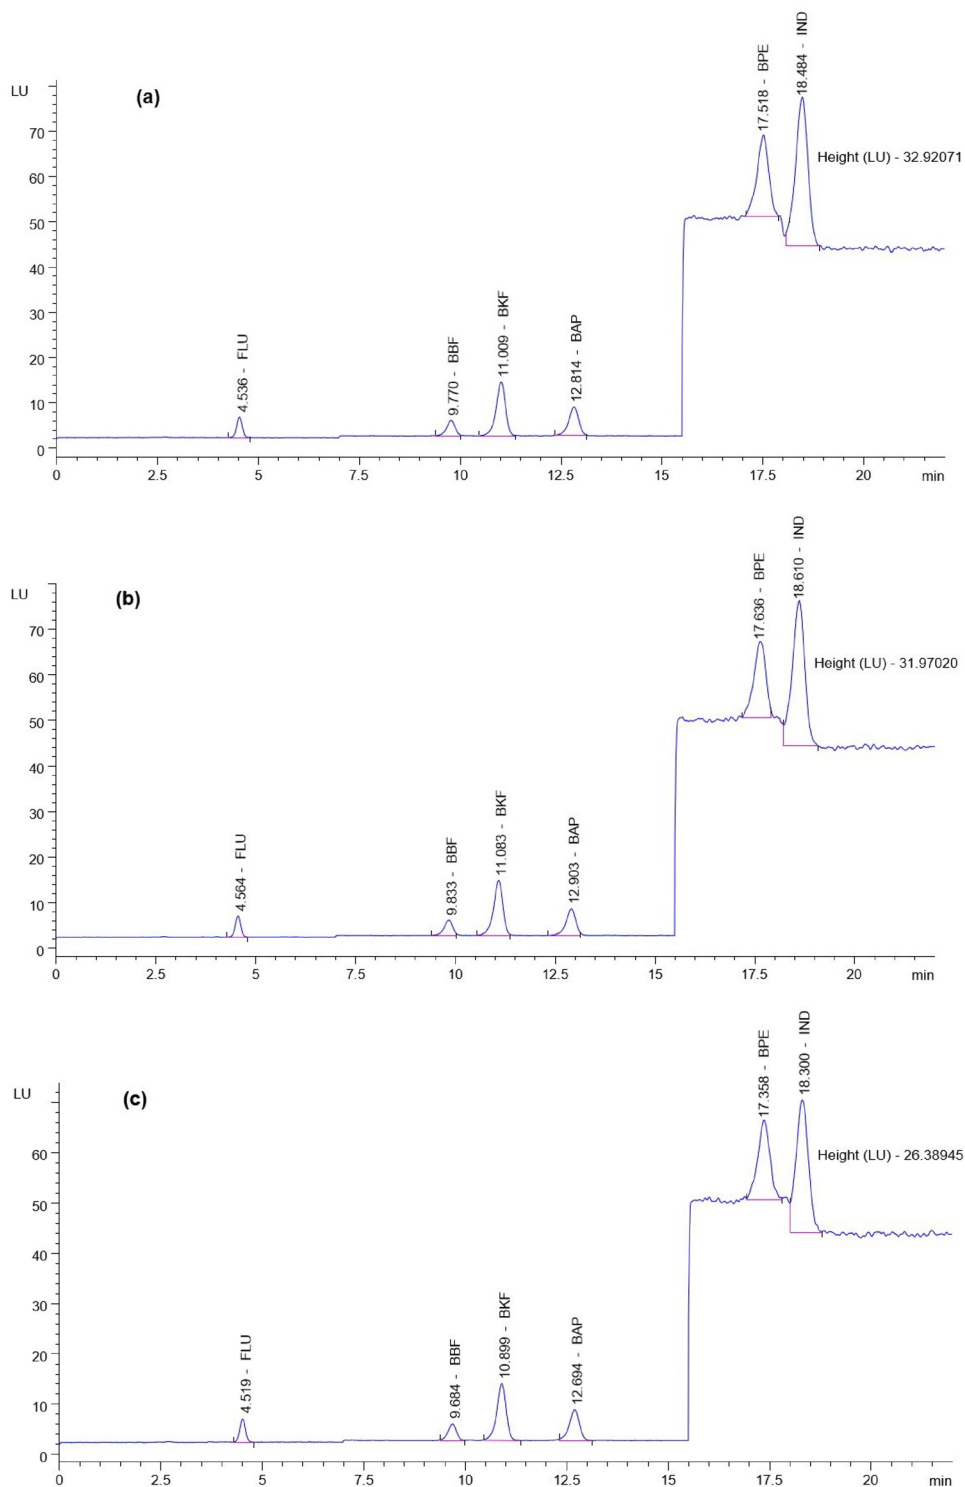 LU
(a)
17.518 - BPE
18.484 - IND
Height (LU) - 32.92071
70
60
50
40
30
20
10
0
4.536 - FLU
9.770 - BBF
11.009 - BKF
12.814 - BAP
0 2.5 5 7.5 10 12.5 15 17.5 20 min
LU
(b)
17.636 - BPE
18.610 - IND
Height (LU) - 31.97020
70
60
50
40
30
20
10
0
4.564 - FLU
9.833 - BBF
11.083 - BKF
12.903 - BAP
0 2.5 5 7.5 10 12.5 15 17.5 20 min
LU
(c)
17.358 - BPE
18.300 - IND
Height (LU) - 26.38945
60
50
40
30
20
10
0
4.519 - FLU
9.684 - BBF
10.899 - BKF
12.694 - BAP
0 2.5 5 7.5 10 12.5 15 17.5 20 min